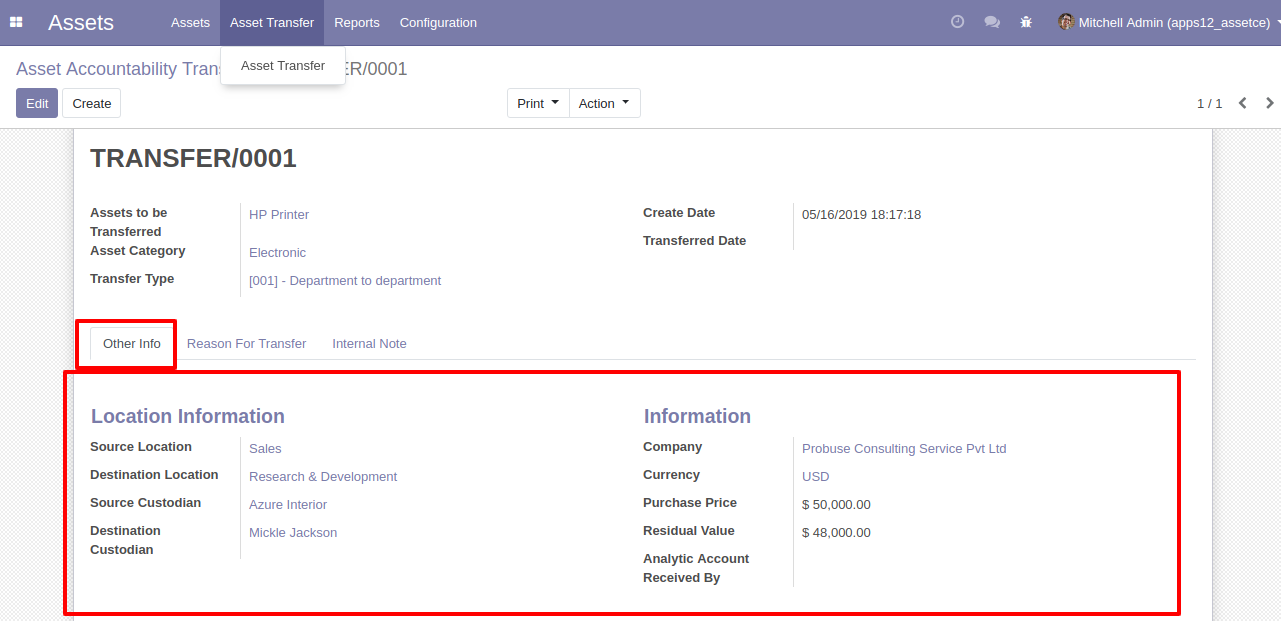 Assets
Assets
Asset Transfer
Reports
Configuration
Mitchell Admin (apps12_assetce)
Asset Transfer
Asset Accountability
ER/0001
Edit
Create
Print
Action
1 / 1
TRANSFER/0001
Assets to be
Transferred
HP Printer
Asset Category
Electronic
Transfer Type
[001] - Department to department
Create Date
05/16/2019 18:17:18
Transferred Date
Other Info
Reason For Transfer
Internal Note
Location Information
Source Location
Sales
Destination Location
Research & Development
Source Custodian
Azure Interior
Destination
Custodian
Mickle Jackson
Information
Company
Probuse Consulting Service Pvt Ltd
Currency
USD
Purchase Price
$ 50,000.00
Residual Value
$ 48,000.00
Analytic Account
Received By